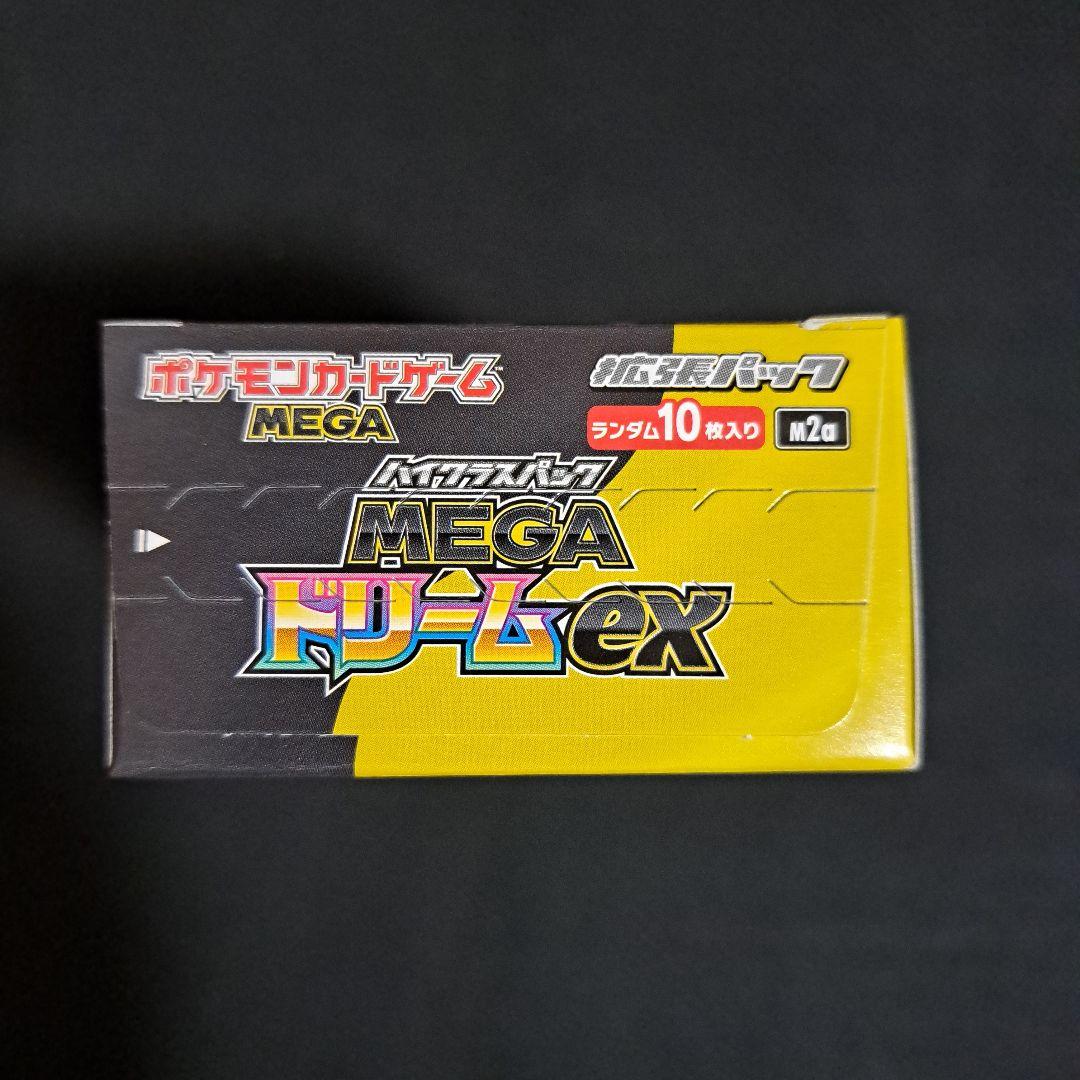 ポケモンカードゲーム™
MEGA
拡張パック
ランダム10枚入り
M2a
ハイクラスパック
MEGA
ドリームex